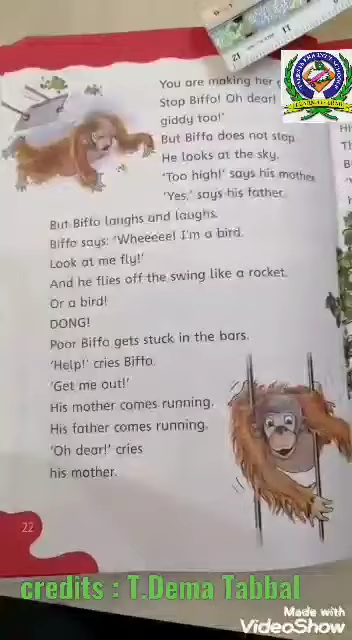 You are making her g
Stop Biffo! Oh dear!
giddy too!'
But Biffo does not stop.
He looks at the sky.
'Too high!' says his mother.
'Yes,' says his father.
But Biffo laughs and laughs.
Biffo says: 'Wheeeee! I'm a bird.
Look at me fly!'
And he flies off the swing like a rocket.
Or a bird!
DONG!
Poor Biffo gets stuck in the bars.
'Help!' cries Biffo.
'Get me out!'
His mother comes running.
His father comes running.
'Oh dear!' cries
his mother.
22
credits : T.Dema Tabbal
Made with
VideoShow